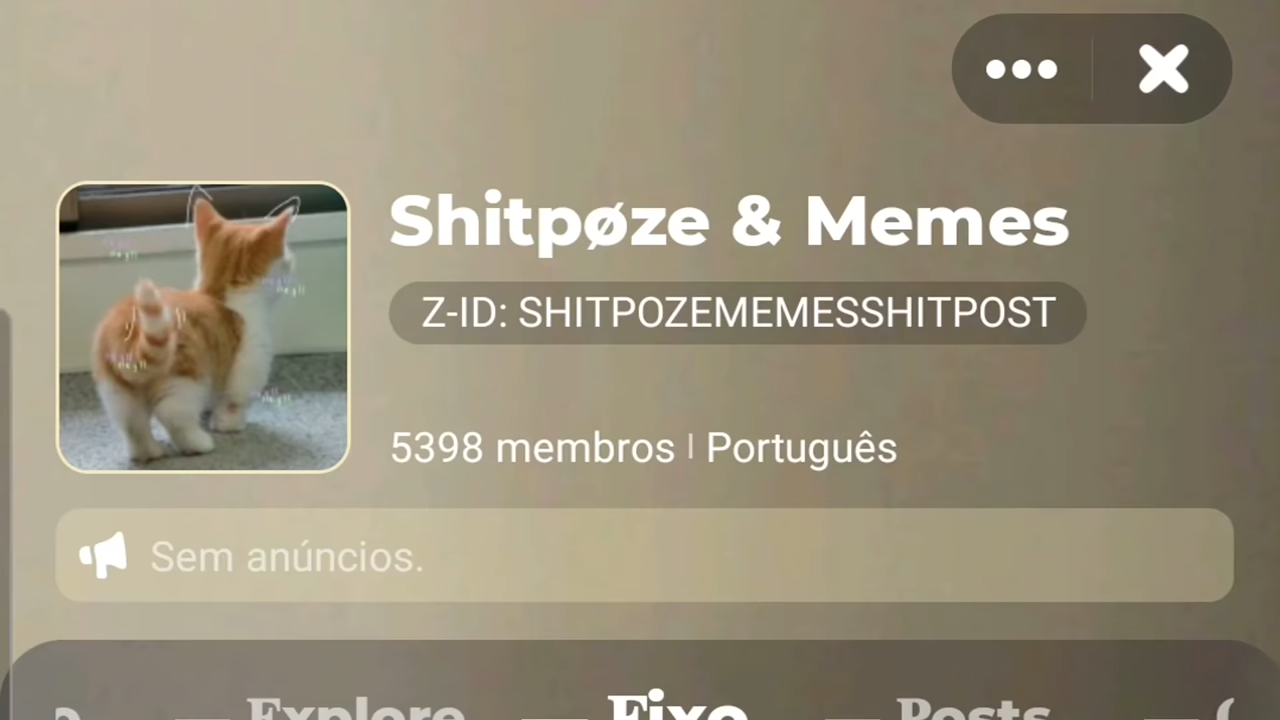 Shitpøze & Memes
Z-ID: SHITPOZEMEMESSHITPOST
5398 membros | Português
Sem anúncios.
Explore
Fixo
Posts